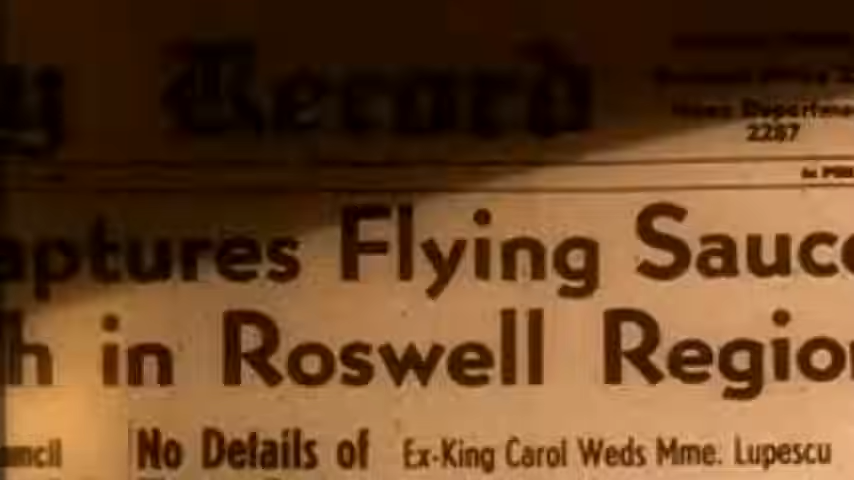 Record
News Departme
2287
aptures Flying Sauce
h in Roswell Regio
uncil
No Details of
Ex-King Carol Weds Mme. Lupescu